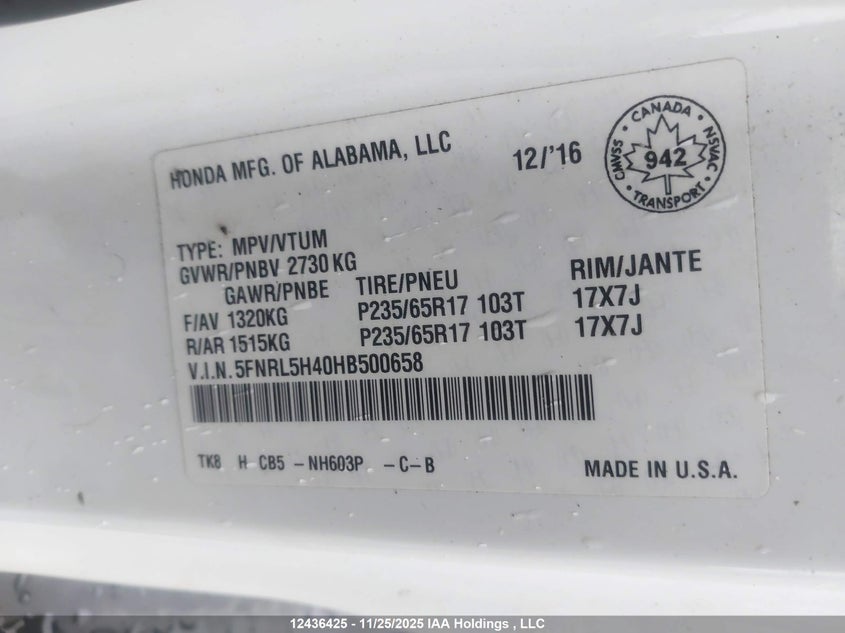 HONDA MFG. OF ALABAMA, LLC 12/'16
CANADA
CMVSS 942 NSVAC
TRANSPORT
TYPE: MPV/VTUM
GVWR/PNBV 2730 KG
GAWR/PNBE TIRE/PNEU RIM/JANTE
F/AV 1320KG P235/65R17 103T 17X7J
R/AR 1515KG P235/65R17 103T 17X7J
V.I.N. 5FNRL5H40HB500658
TK8 H CB5 -NH603P -C-B MADE IN U.S.A.
12436425 - 11/25/2025 IAA Holdings , LLC